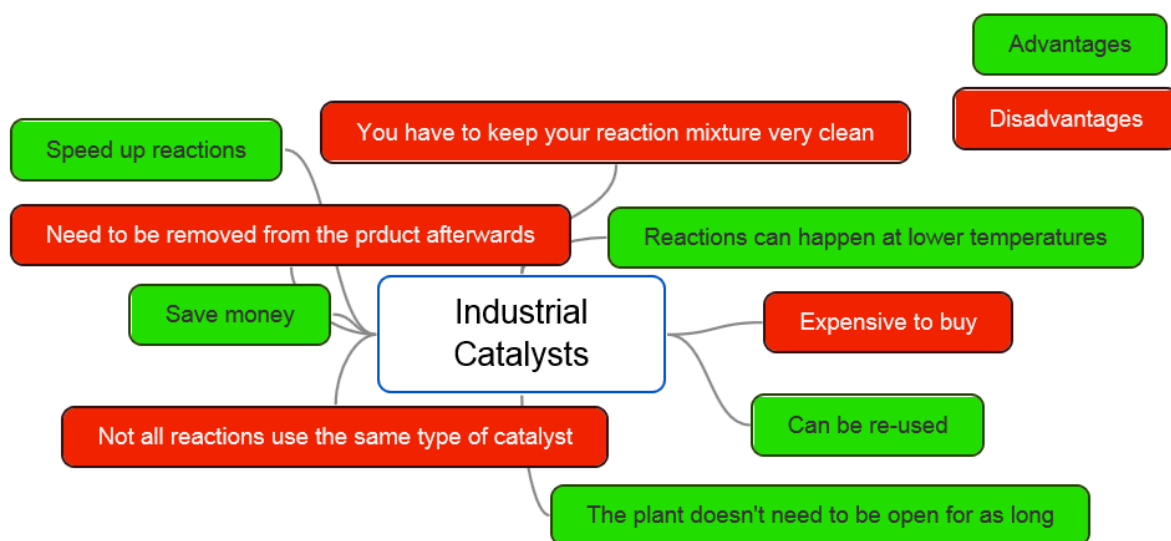 Advantages
Disadvantages
You have to keep your reaction mixture very clean
Speed up reactions
Need to be removed from the prduct afterwards
Reactions can happen at lower temperatures
Save money
Industrial
Catalysts
Expensive to buy
Can be re-used
Not all reactions use the same type of catalyst
The plant doesn't need to be open for as long